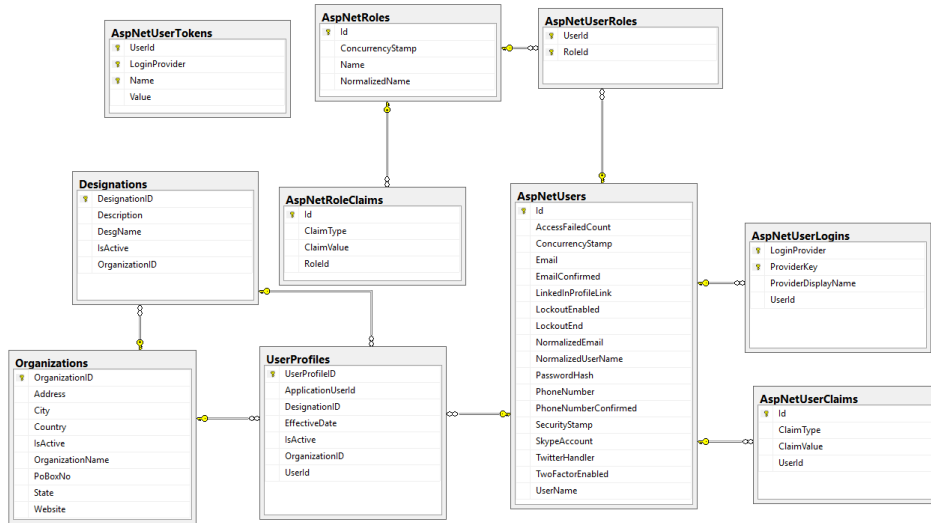 AspNetUserTokens
UserId
LoginProvider
Name
Value
AspNetRoles
Id
ConcurrencyStamp
Name
NormalizedName
AspNetUserRoles
UserId
RoleId
Designations
DesignationID
Description
DesgName
IsActive
OrganizationID
AspNetRoleClaims
Id
ClaimType
ClaimValue
RoleId
AspNetUsers
Id
AccessFailedCount
ConcurrencyStamp
Email
EmailConfirmed
LinkedInProfileLink
LockoutEnabled
LockoutEnd
NormalizedEmail
NormalizedUserName
PasswordHash
PhoneNumber
PhoneNumberConfirmed
SecurityStamp
SkypeAccount
TwitterHandler
TwoFactorEnabled
UserName
AspNetUserLogins
LoginProvider
ProviderKey
ProviderDisplayName
UserId
Organizations
OrganizationID
Address
City
Country
IsActive
OrganizationName
PoBoxNo
State
Website
UserProfiles
UserProfileID
ApplicationUserId
DesignationID
EffectiveDate
IsActive
OrganizationID
UserId
AspNetUserClaims
Id
ClaimType
ClaimValue
UserId